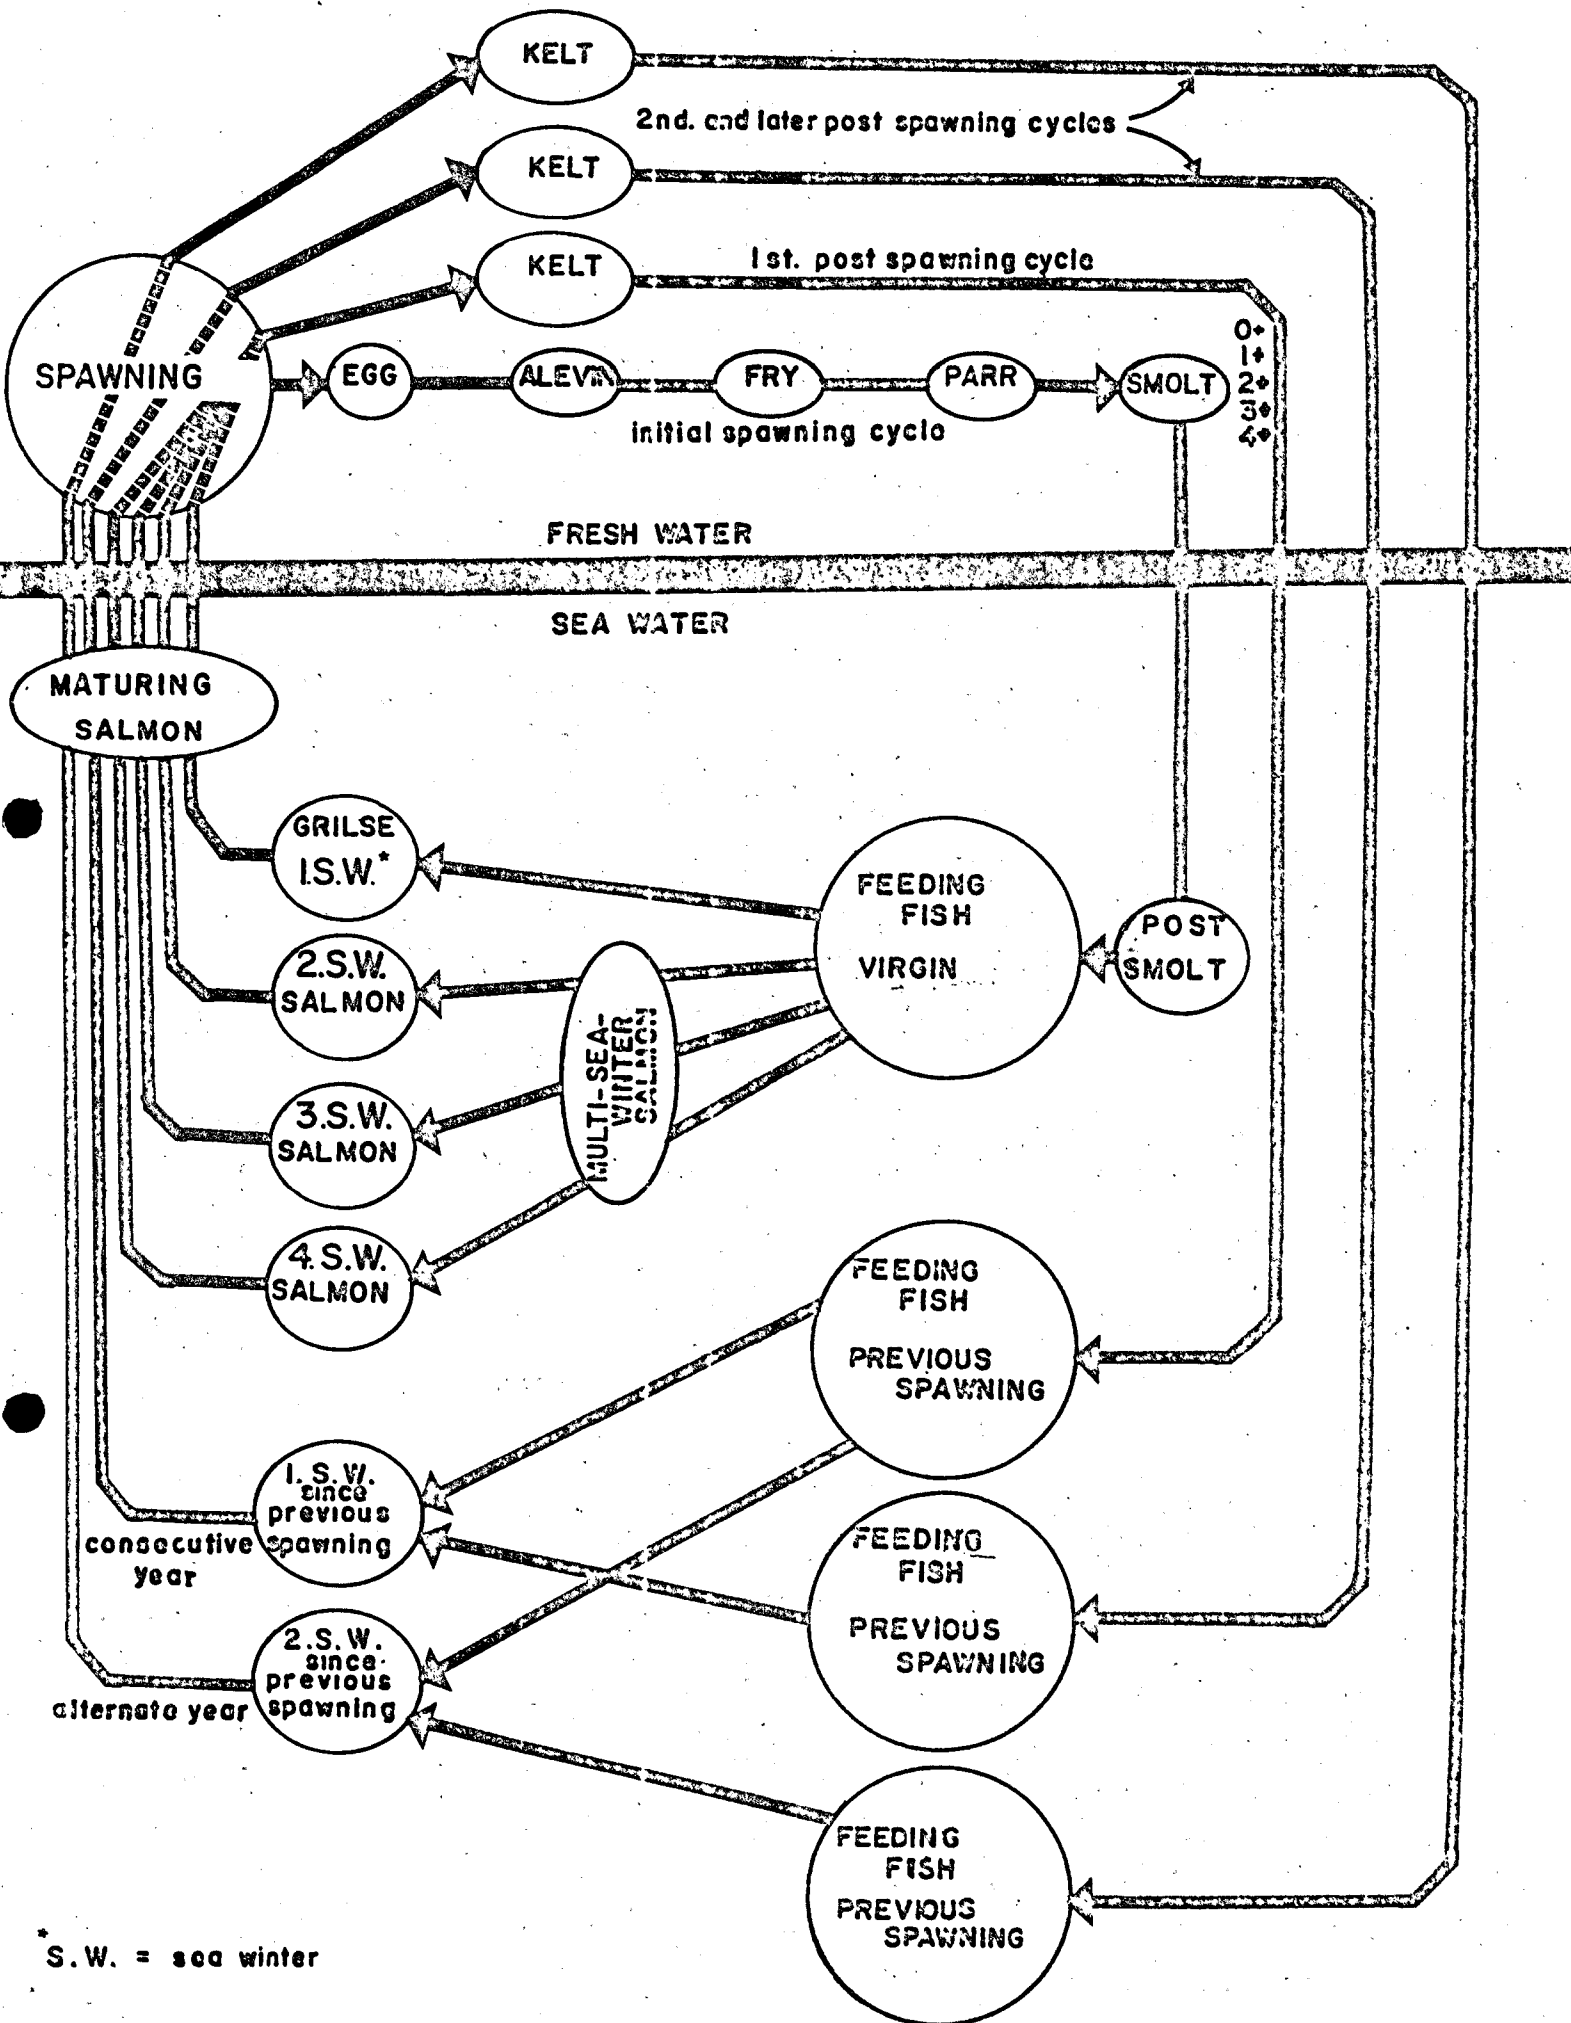 KELT
2nd. and later post spawning cycles
KELT
KELT
1st. post spawning cycle
0+
1+
2+
3+
4+
SPAWNING
EGG
ALEVIN
FRY
PARR
SMOLT
initial spawning cycle
FRESH WATER
SEA WATER
MATURING
SALMON
GRILSE
1.S.W.*
FEEDING
FISH
VIRGIN
POST
SMOLT
2.S.W.
SALMON
MULTI-SEA-
WINTER
SALMON
3.S.W.
SALMON
4.S.W.
SALMON
FEEDING
FISH
PREVIOUS
SPAWNING
1. S.W.
since
previous
spawning
consecutive
year
FEEDING
FISH
PREVIOUS
SPAWNING
2.S.W.
since
previous
spawning
alternate year
FEEDING
FISH
PREVIOUS
SPAWNING
*S.W. = sea winter